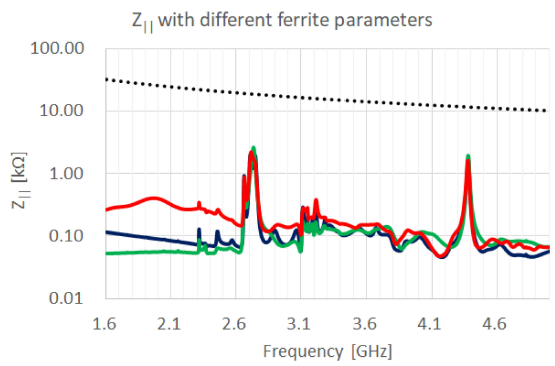 Z|| with different ferrite parameters
100.00
10.00
1.00
0.10
0.01
Z|| [kΩ]
1.6 2.1 2.6 3.1 3.6 4.1 4.6
Frequency [GHz]